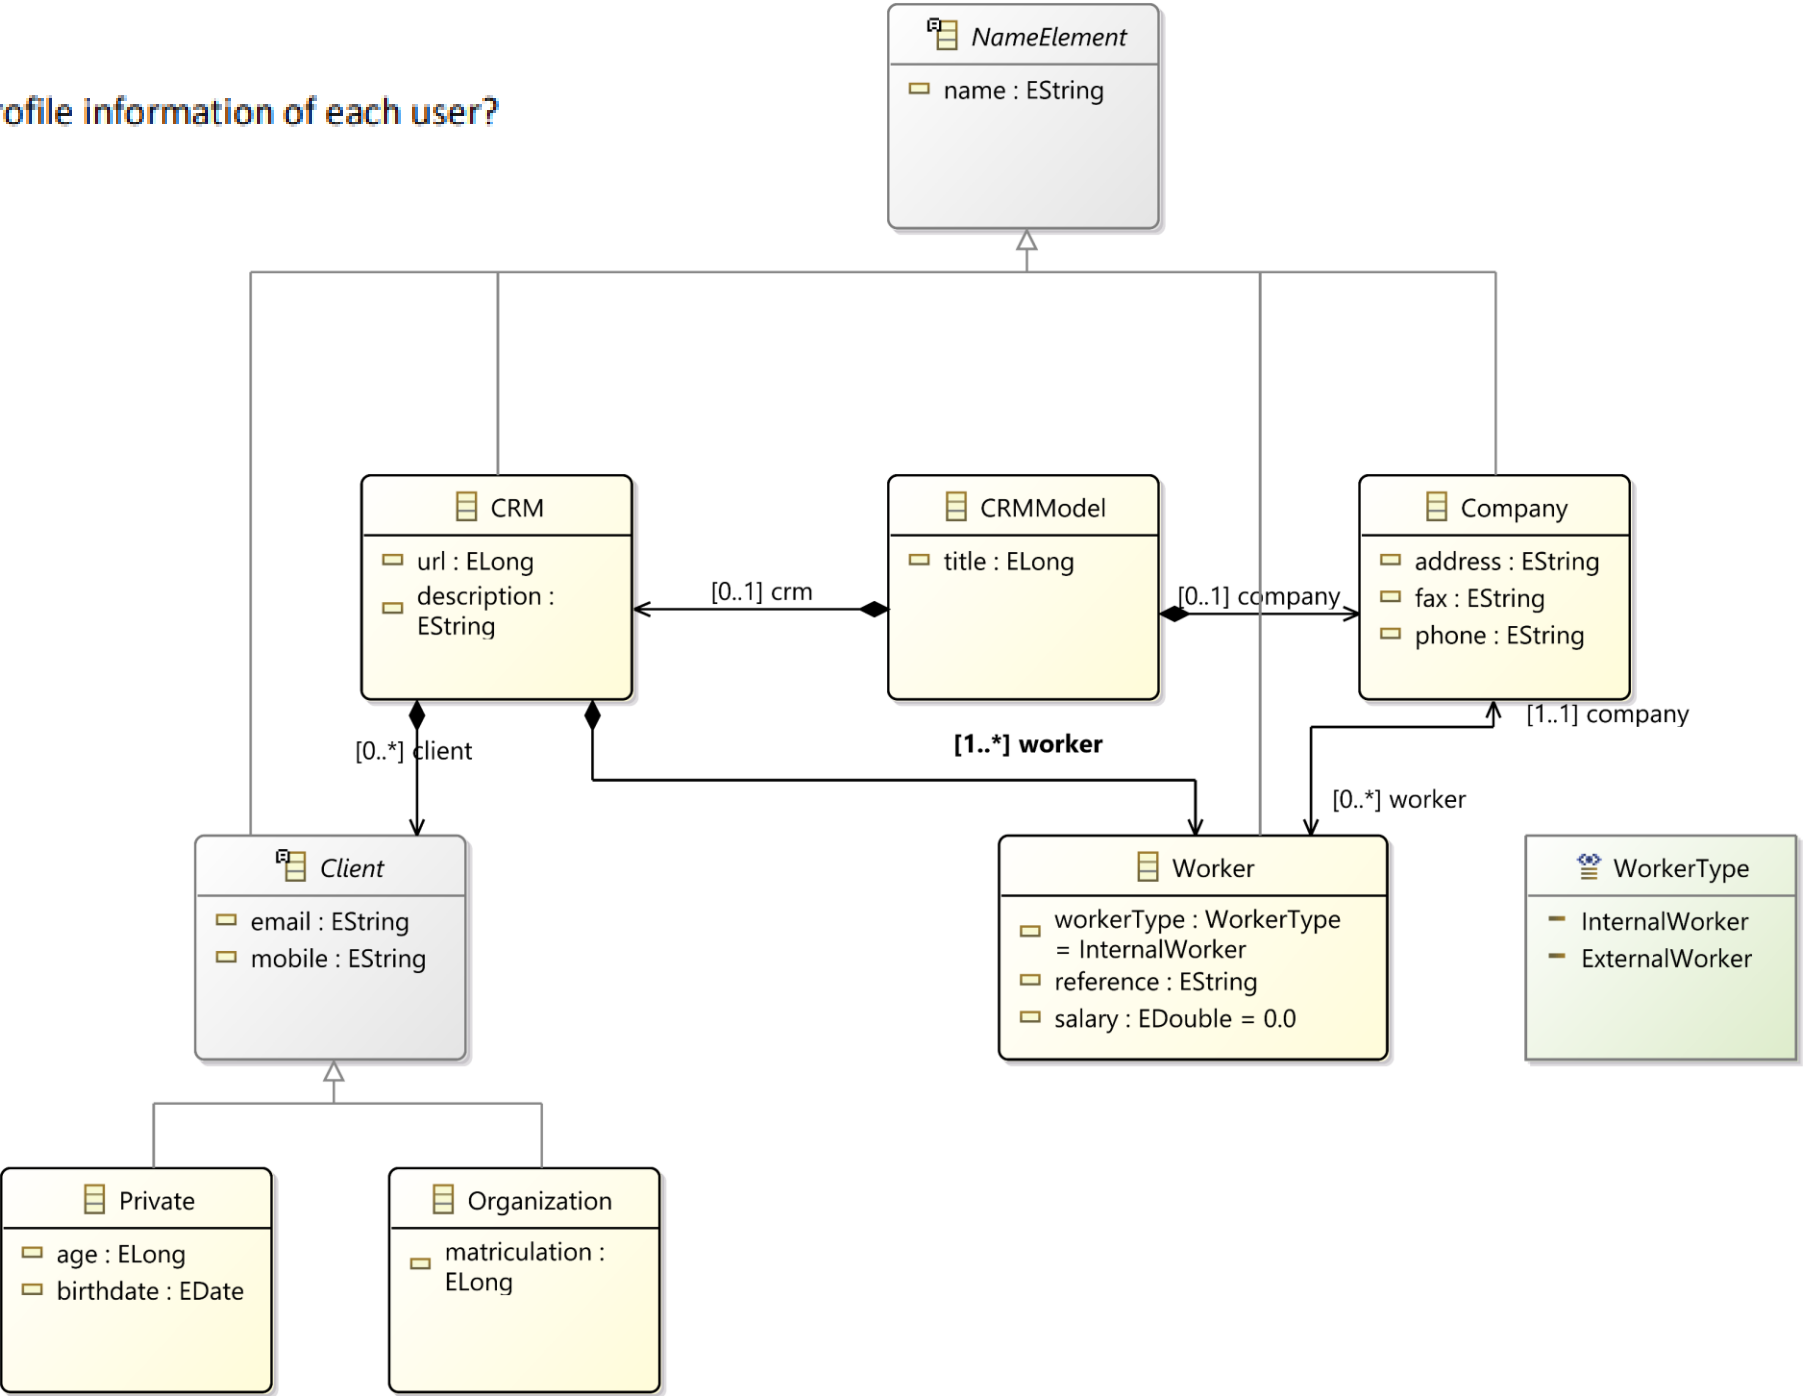 NameElement
name : EString
rofile information of each user?
CRM
url : ELong
description :
EString
[0..1] crm
CRMModel
title : ELong
[0..1] company
Company
address : EString
fax : EString
phone : EString
[0..*] client
[1..*] worker
[1..1] company
[0..*] worker
Client
email : EString
mobile : EString
Worker
workerType : WorkerType
= InternalWorker
reference : EString
salary : EDouble = 0.0
WorkerType
InternalWorker
ExternalWorker
Private
age : ELong
birthdate : EDate
Organization
matriculation :
ELong